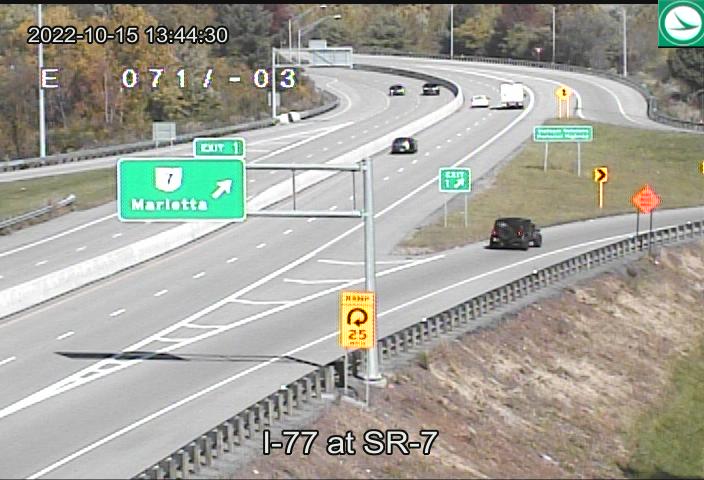 2022-10-15 13:44:30
E 071/-03
EXIT 1
7
Marietta
EXIT
1
RAMP
25
I-77 at SR-7